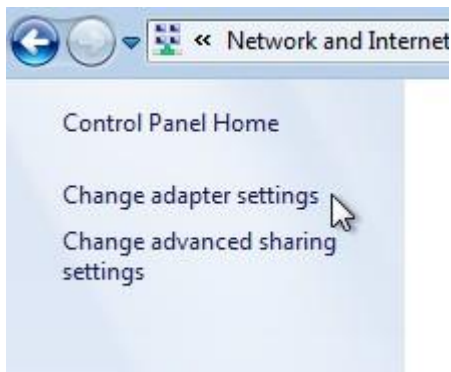 « Network and Internet
Control Panel Home
Change adapter settings
Change advanced sharing
settings